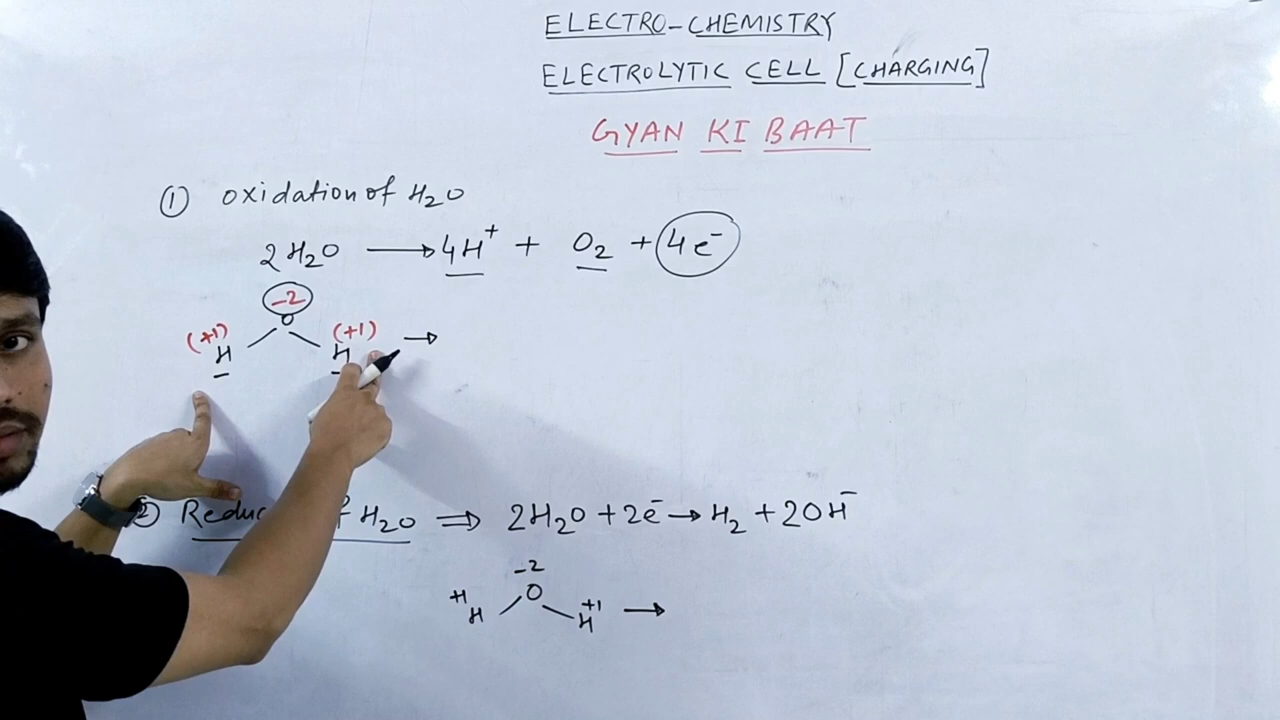 ELECTRO-CHEMISTRY
ELECTROLYTIC CELL [CHARGING]
GYAN KI BAAT
① oxidation of H₂O
2H₂O ⟶ 4H⁺ + O₂ + 4e⁻
-2
O
(+1) (+1)
H H →
② H₂O ⇒ 2H₂O + 2e⁻ → H₂ + 2OH⁻
-2
O
+1 +1
H H →